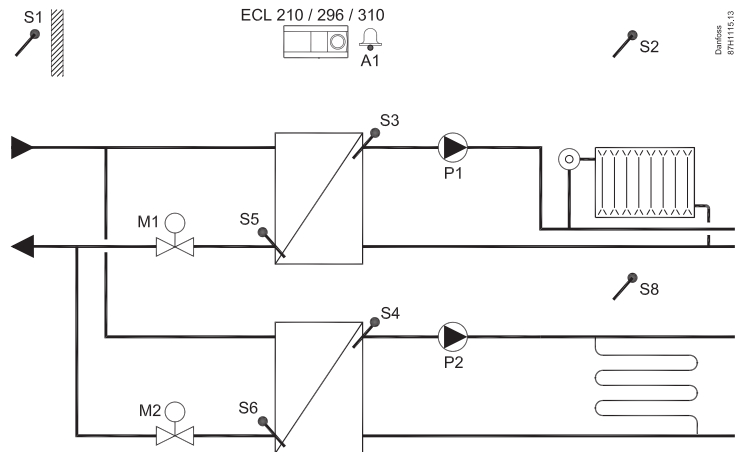 S1
ECL 210 / 296 / 310
A1
S2
Danfoss
87H1115.13
S3
P1
M1
S5
S8
S4
P2
M2
S6